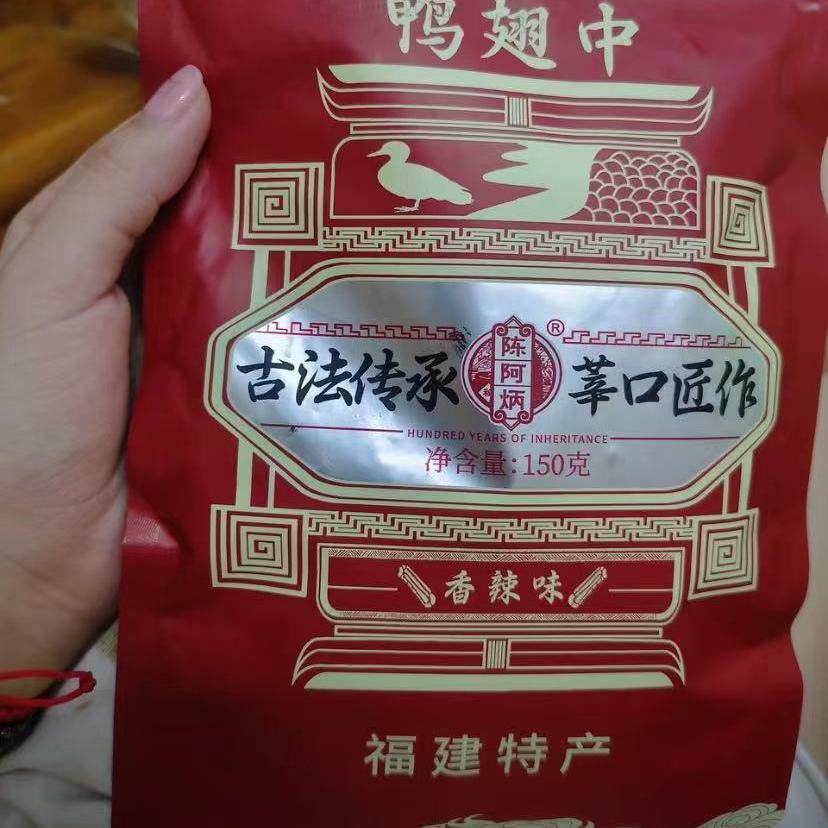 鸭翅中
古法传承 陈阿炳® 莘口匠作
HUNDRED YEARS OF INHERITANCE
净含量:150克
香辣味
福建特产